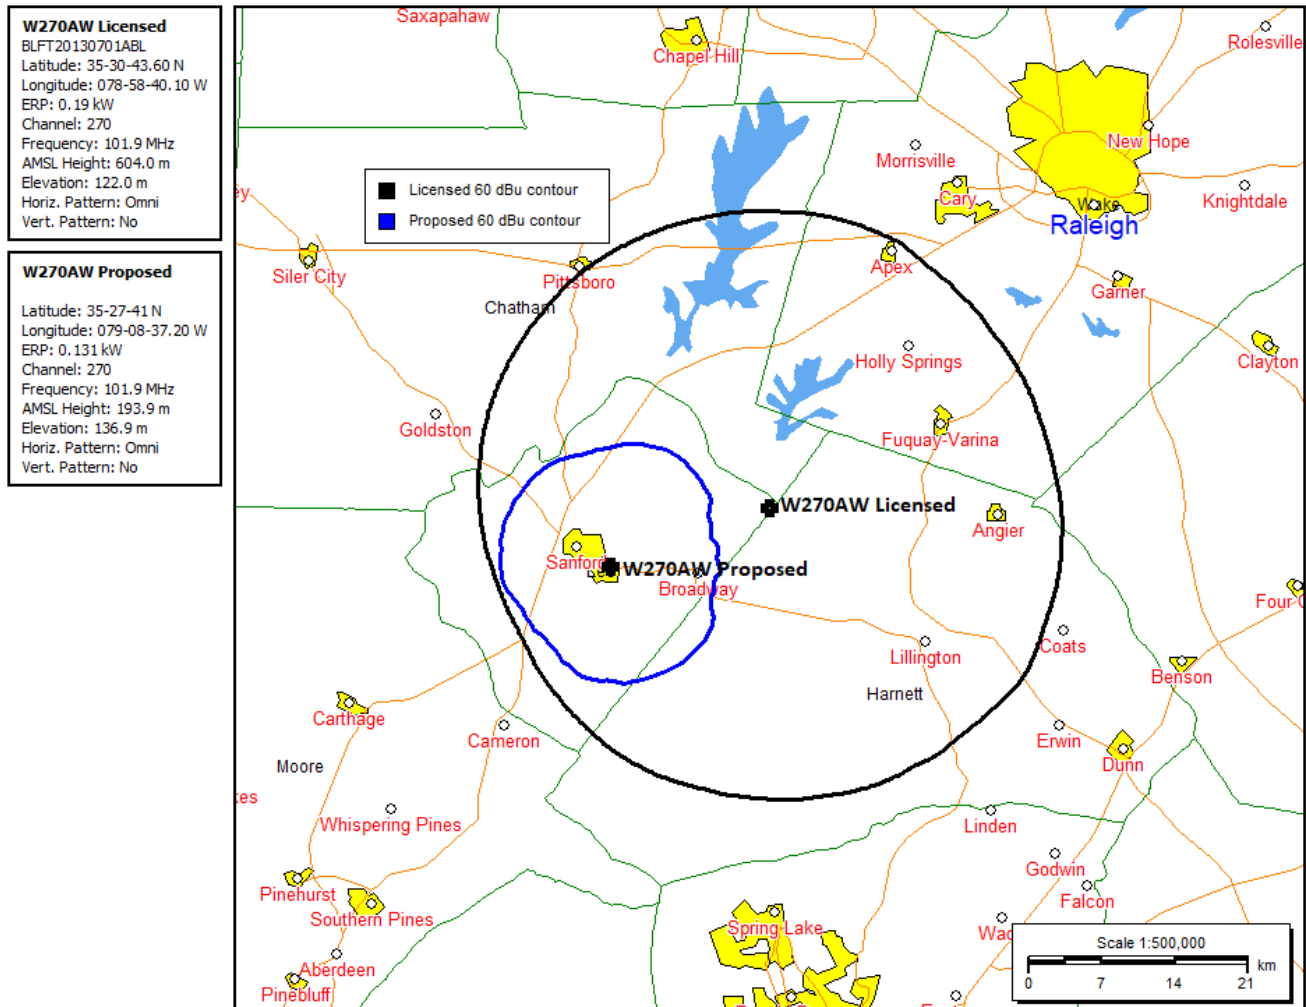 W270AW Licensed
BLFT20130701ABL
Latitude: 35-30-43.60 N
Longitude: 078-58-40.10 W
ERP: 0.19 kW
Channel: 270
Frequency: 101.9 MHz
AMSL Height: 604.0 m
Elevation: 122.0 m
Horiz. Pattern: Omni
Vert. Pattern: No
W270AW Proposed
Latitude: 35-27-41 N
Longitude: 079-08-37.20 W
ERP: 0.131 kW
Channel: 270
Frequency: 101.9 MHz
AMSL Height: 193.9 m
Elevation: 136.9 m
Horiz. Pattern: Omni
Vert. Pattern: No
Saxapahaw
Chapel Hill
Rolesville
New Hope
Morrisville
Licensed 60 dBu contour
Proposed 60 dBu contour
Cary
Knightdale
Wake
Raleigh
Siler City
Pittsboro
Apex
Chatham
Garner
Holly Springs
Clayton
Goldston
Fuquay-Varina
W270AW Licensed
Angier
Sanford
W270AW Proposed
Broadway
Four
Coats
Lillington
Benson
Harnett
Carthage
Cameron
Erwin
Dunn
Moore
Whispering Pines
Linden
Godwin
Pinehurst
Falcon
Southern Pines
Spring Lake
Aberdeen
Pinebluff
Scale 1:500,000
km
0 7 14 21